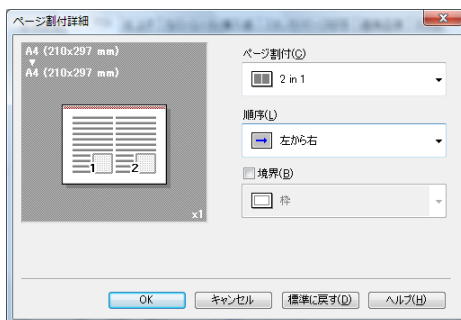 ページ割付詳細
A4 (210x297 mm)
A4 (210x297 mm)
1 2
x1
ページ割付(C)
2 in 1
順序(L)
左から右
境界(B)
枠
OK キャンセル 標準に戻す(D) ヘルプ(H)